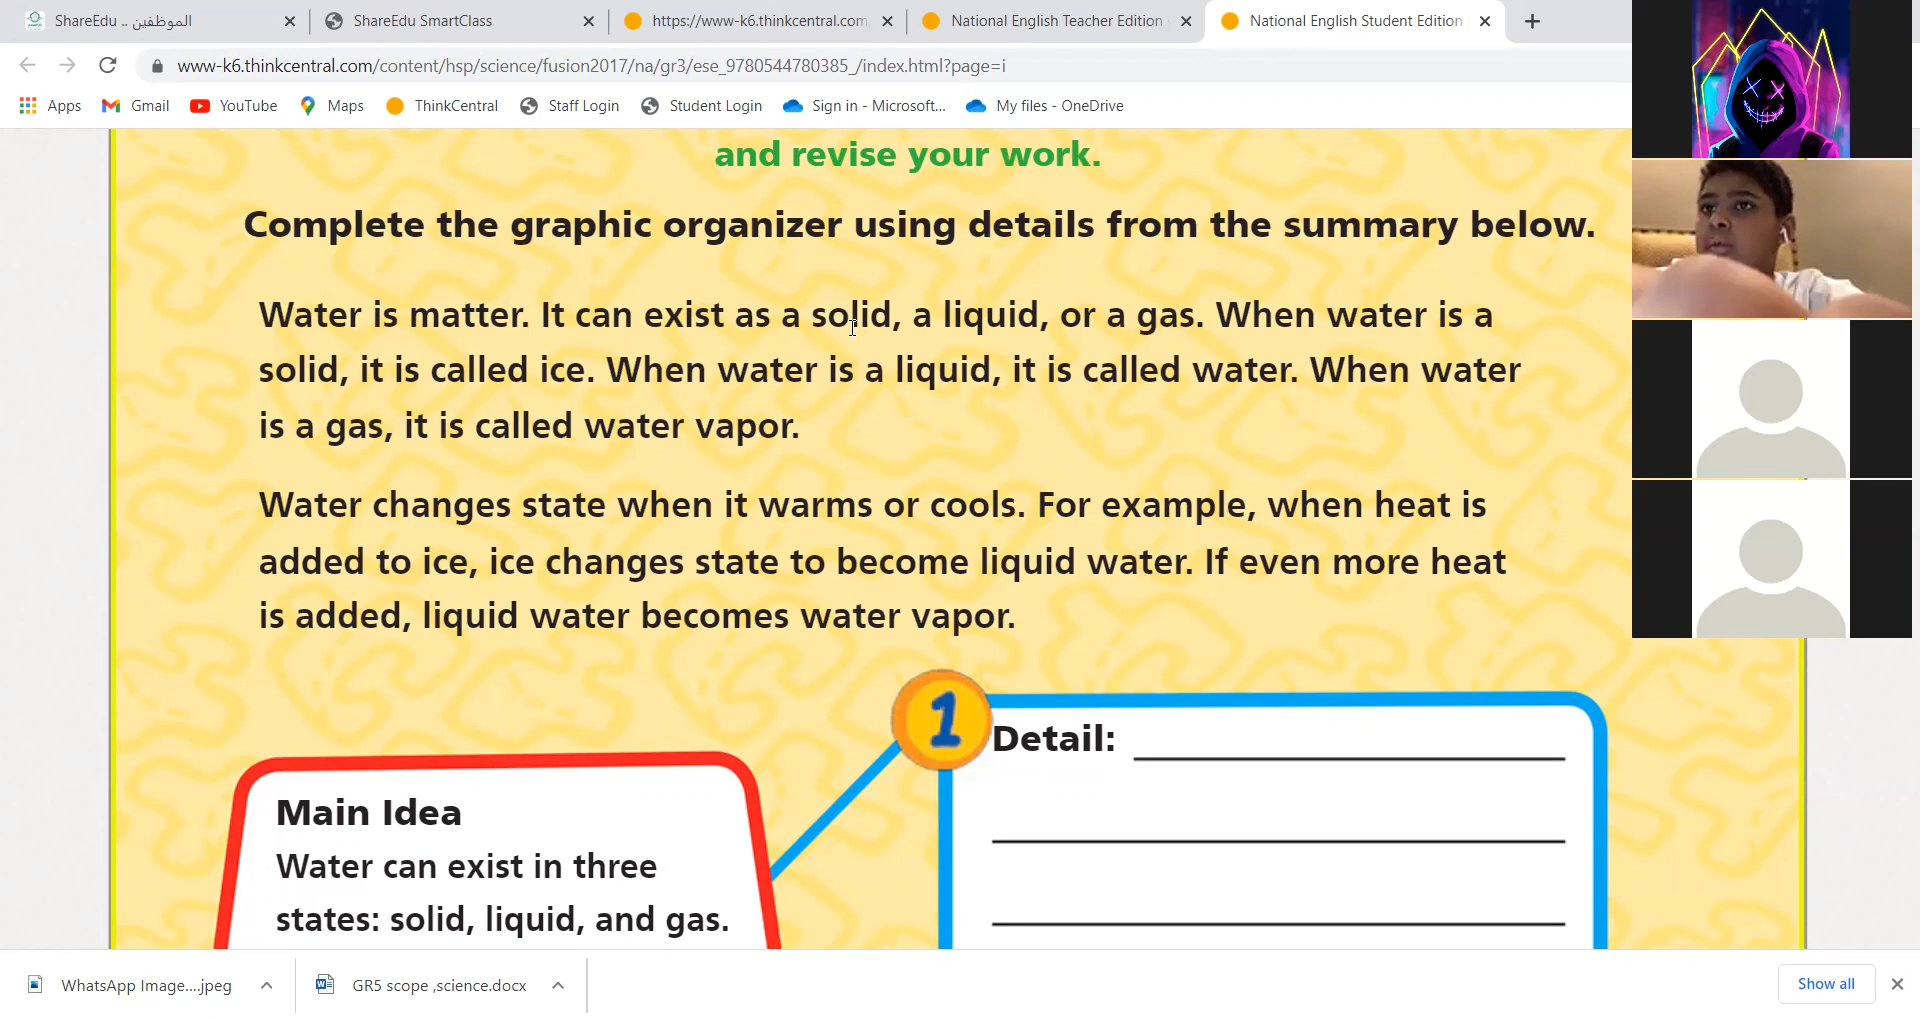 ShareEdu .. الموظفين
ShareEdu SmartClass
https://www-k6.thinkcentral.com
National English Teacher Edition
National English Student Edition
www-k6.thinkcentral.com/content/hsp/science/fusion2017/na/gr3/ese_9780544780385_/index.html?page=i
Apps Gmail YouTube Maps ThinkCentral Staff Login Student Login Sign in - Microsoft... My files - OneDrive
and revise your work.
Complete the graphic organizer using details from the summary below.
Water is matter. It can exist as a solid, a liquid, or a gas. When water is a
solid, it is called ice. When water is a liquid, it is called water. When water
is a gas, it is called water vapor.
Water changes state when it warms or cools. For example, when heat is
added to ice, ice changes state to become liquid water. If even more heat
is added, liquid water becomes water vapor.
1
Detail:
Main Idea
Water can exist in three
states: solid, liquid, and gas.
WhatsApp Image....jpeg
GR5 scope ,science.docx
Show all